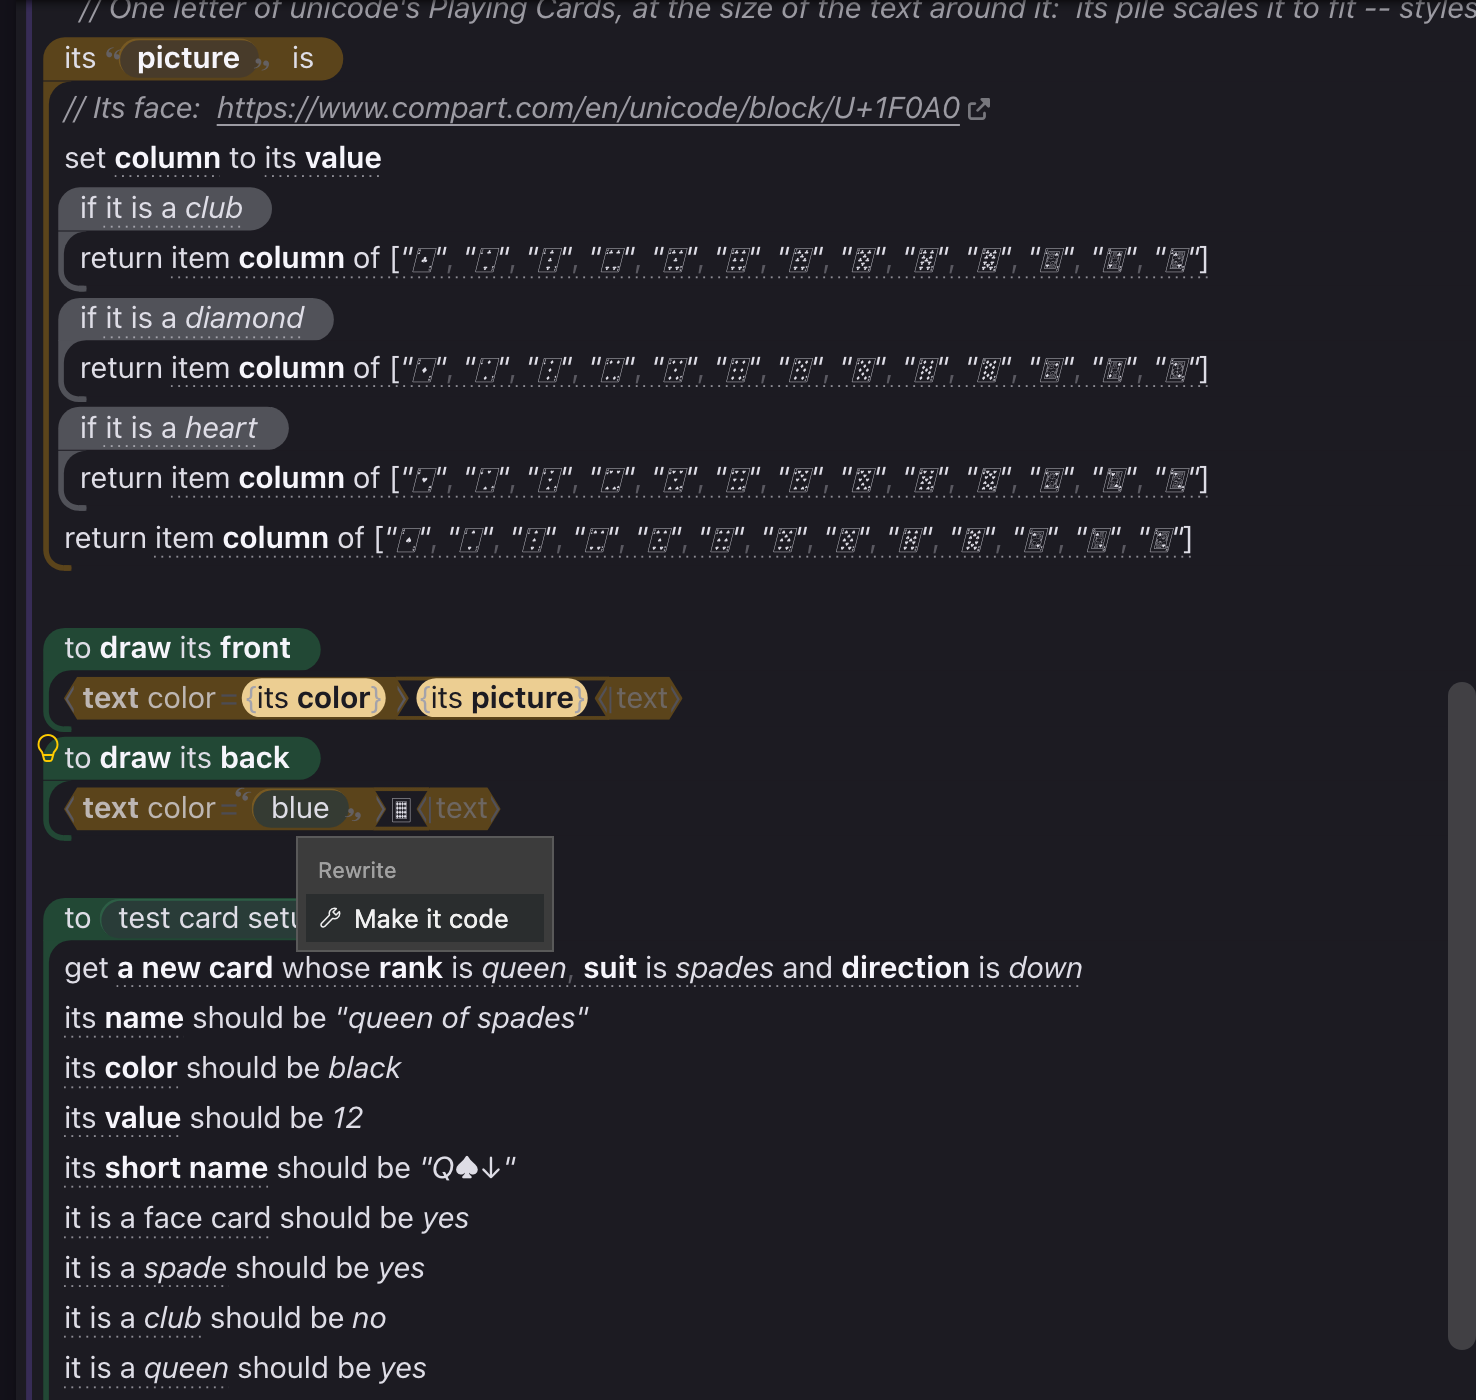 // One letter of unicode's Playing Cards, at the size of the text around it: its pile scales it to fit -- styles
its “ picture „ is
// Its face: https://www.compart.com/en/unicode/block/U+1F0A0
set column to its value
if it is a club
return item column of ["🃑", "🃒", "🃓", "🃔", "🃕", "🃖", "🃗", "🃘", "🃙", "🃚", "🃛", "🃝", "🃞"]
if it is a diamond
return item column of ["🃁", "🃂", "🃃", "🃄", "🃅", "🃆", "🃇", "🃈", "🃉", "🃊", "🃋", "🃍", "🃎"]
if it is a heart
return item column of ["🂱", "🂲", "🂳", "🂴", "🂵", "🂶", "🂷", "🂸", "🂹", "🂺", "🂻", "🂽", "🂾"]
return item column of ["🂡", "🂢", "🂣", "🂤", "🂥", "🂦", "🂧", "🂨", "🂩", "🂪", "🂫", "🂭", "🂮"]
to draw its front
text color={its color} {its picture} text
to draw its back
text color=“ blue „ 🂠 text
Rewrite
Make it code
to test card setu
get a new card whose rank is queen, suit is spades and direction is down
its name should be "queen of spades"
its color should be black
its value should be 12
its short name should be "Q♠↓"
it is a face card should be yes
it is a spade should be yes
it is a club should be no
it is a queen should be yes